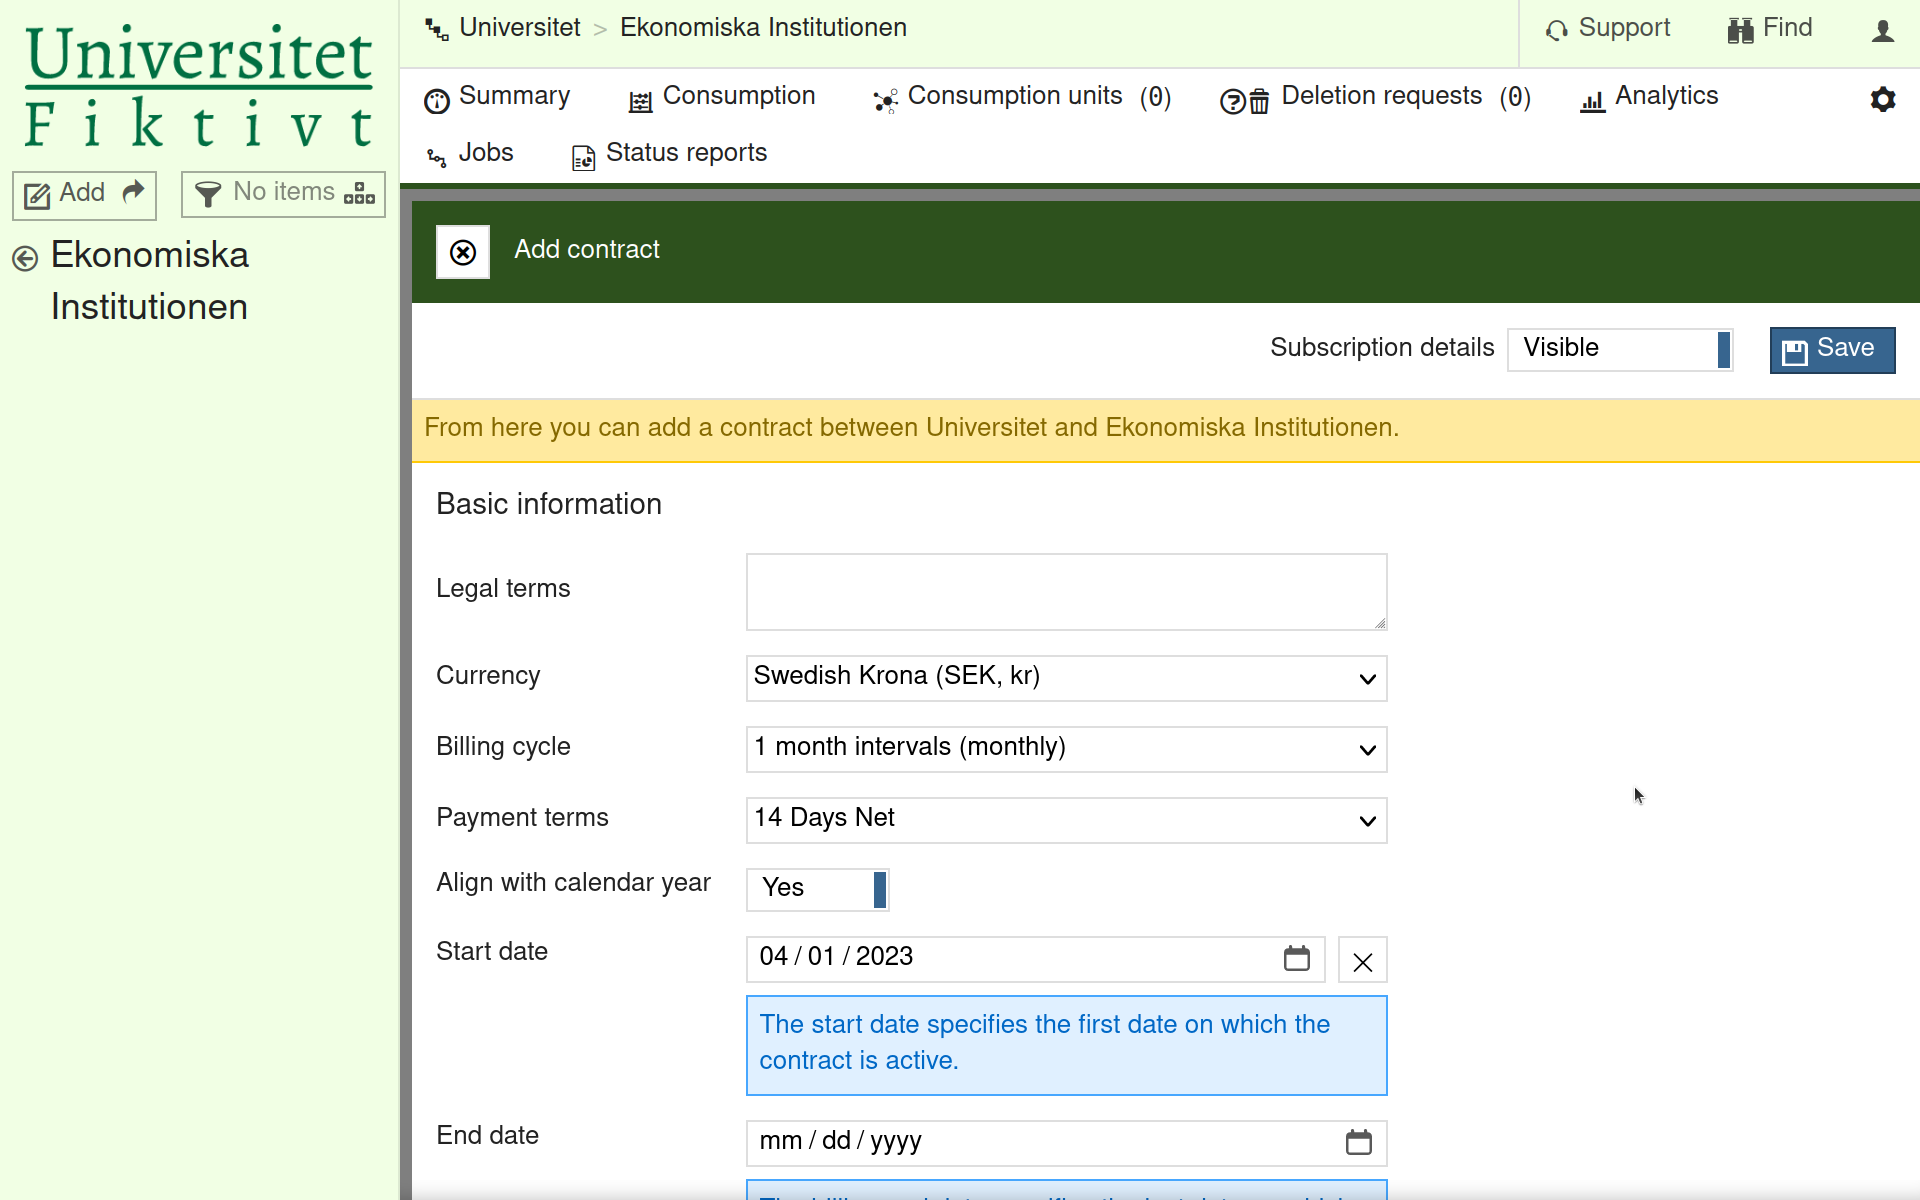 Universitet
Fiktivt
Add
No items
Ekonomiska
Institutionen
Universitet > Ekonomiska Institutionen
Support
Find
Summary
Consumption
Consumption units (0)
Deletion requests (0)
Analytics
Jobs
Status reports
Add contract
Subscription details
Visible
Save
From here you can add a contract between Universitet and Ekonomiska Institutionen.
Basic information
Legal terms
Currency
Swedish Krona (SEK, kr)
Billing cycle
1 month intervals (monthly)
Payment terms
14 Days Net
Align with calendar year
Yes
Start date
04 / 01 / 2023
The start date specifies the first date on which the
contract is active.
End date
mm / dd / yyyy